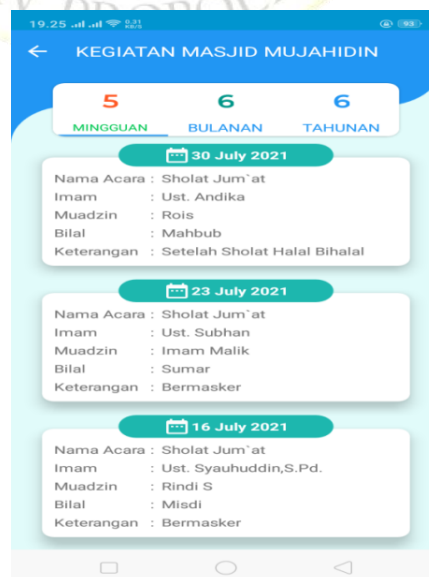 19.25
0.31
KB/S
93
KEGIATAN MASJID MUJAHIDIN
5 6 6
MINGGUAN BULANAN TAHUNAN
30 July 2021
Nama Acara : Sholat Jum`at
Imam : Ust. Andika
Muadzin : Rois
Bilal : Mahbub
Keterangan : Setelah Sholat Halal Bihalal
23 July 2021
Nama Acara : Sholat Jum`at
Imam : Ust. Subhan
Muadzin : Imam Malik
Bilal : Sumar
Keterangan : Bermasker
16 July 2021
Nama Acara : Sholat Jum`at
Imam : Ust. Syauhuddin,S.Pd.
Muadzin : Rindi S
Bilal : Misdi
Keterangan : Bermasker